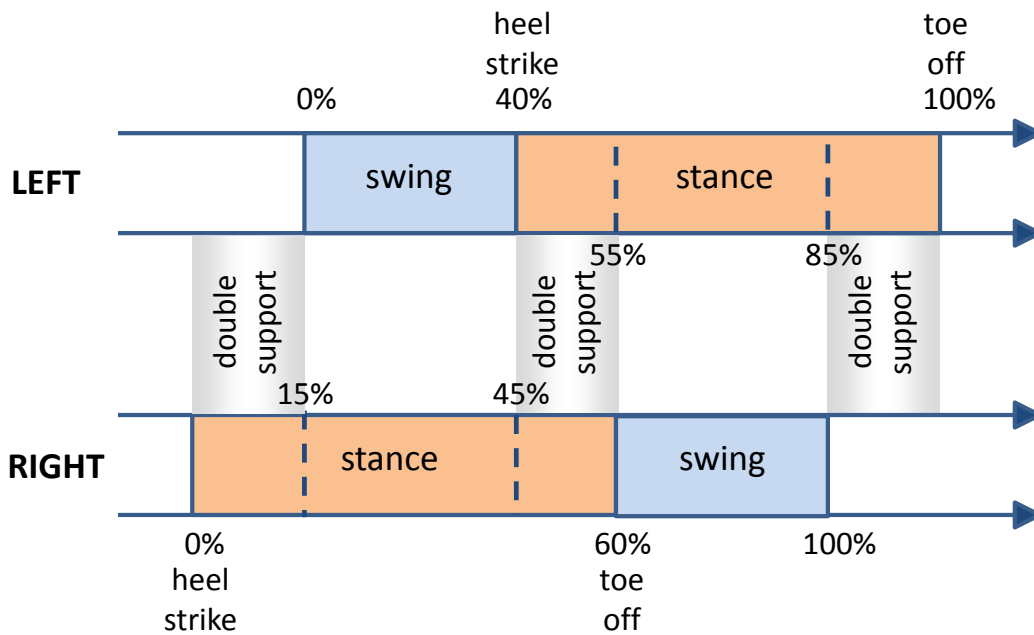 heel
strike
toe
off
0%
40%
100%
LEFT
swing
stance
55%
85%
double
support
double
support
double
support
15%
45%
RIGHT
stance
swing
0%
60%
100%
heel
strike
toe
off